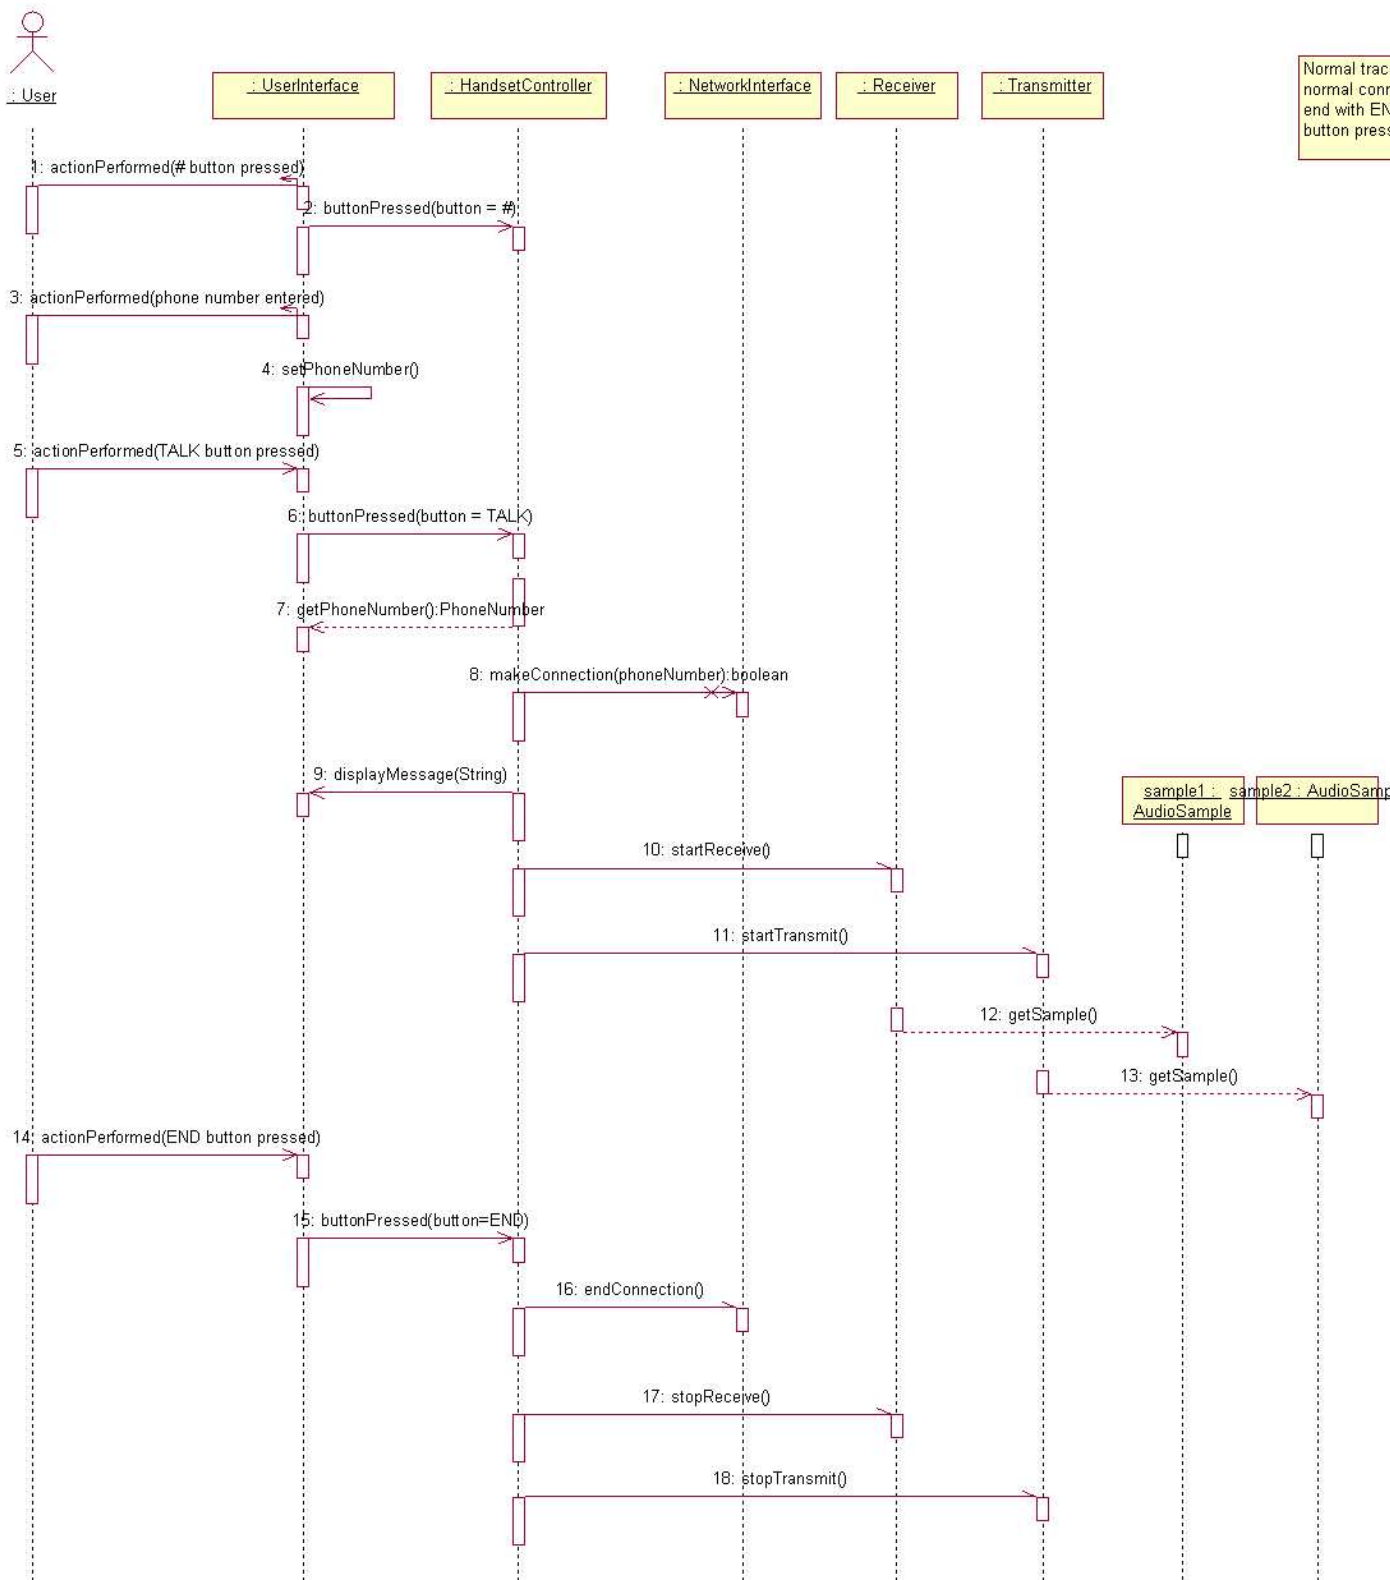 : User
: UserInterface
: HandsetController
: NetworkInterface
: Receiver
: Transmitter
Normal trac
normal conn
end with EN
button press
1: actionPerformed(# button pressed)
2: buttonPressed(button = #)
3: actionPerformed(phone number entered)
4: setPhoneNumber()
5: actionPerformed(TALK button pressed)
6: buttonPressed(button = TALK)
7: getPhoneNumber():PhoneNumber
8: makeConnection(phoneNumber):boolean
9: displayMessage(String)
sample1 :
AudioSample
sample2 : AudioSamp
10: startReceive()
11: startTransmit()
12: getSample()
13: getSample()
14: actionPerformed(END button pressed)
15: buttonPressed(button=END)
16: endConnection()
17: stopReceive()
18: stopTransmit()